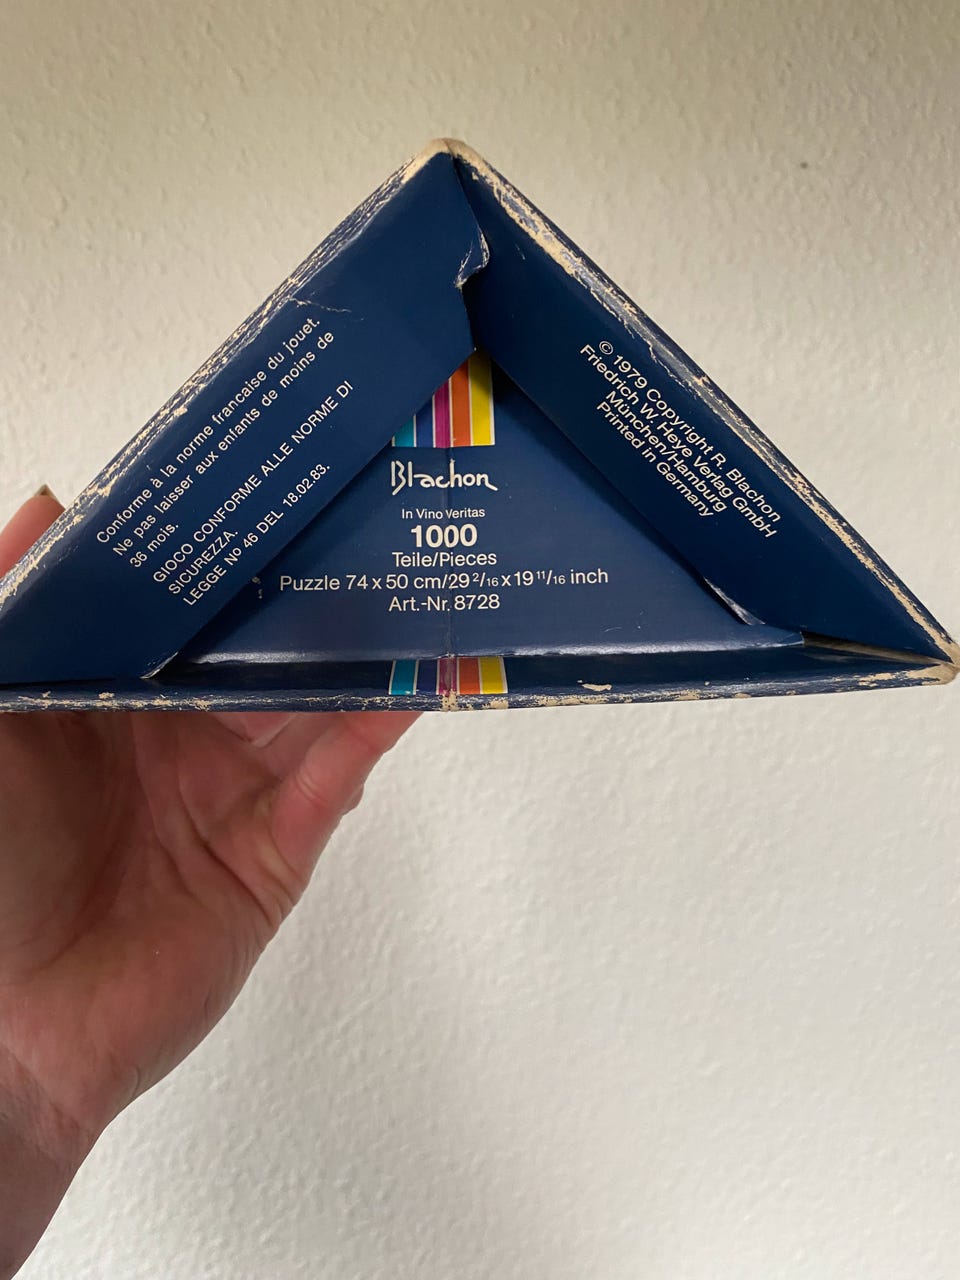 Conforme à la norme francaise du jouet.
Ne pas laisser aux enfants de moins de
36 mois.
GIOCO CONFORME ALLE NORME DI
SICUREZZA.
LEGGE Nº 46 DEL 18.02.83.
Blachon
In Vino Veritas
1000
Teile/Pieces
Puzzle 74 x 50 cm/29 2/16 x 19 11/16 inch
Art.-Nr. 8728
© 1979 Copyright R. Blachon
Friedrich W. Heye Verlag GmbH
München/Hamburg
Printed in Germany